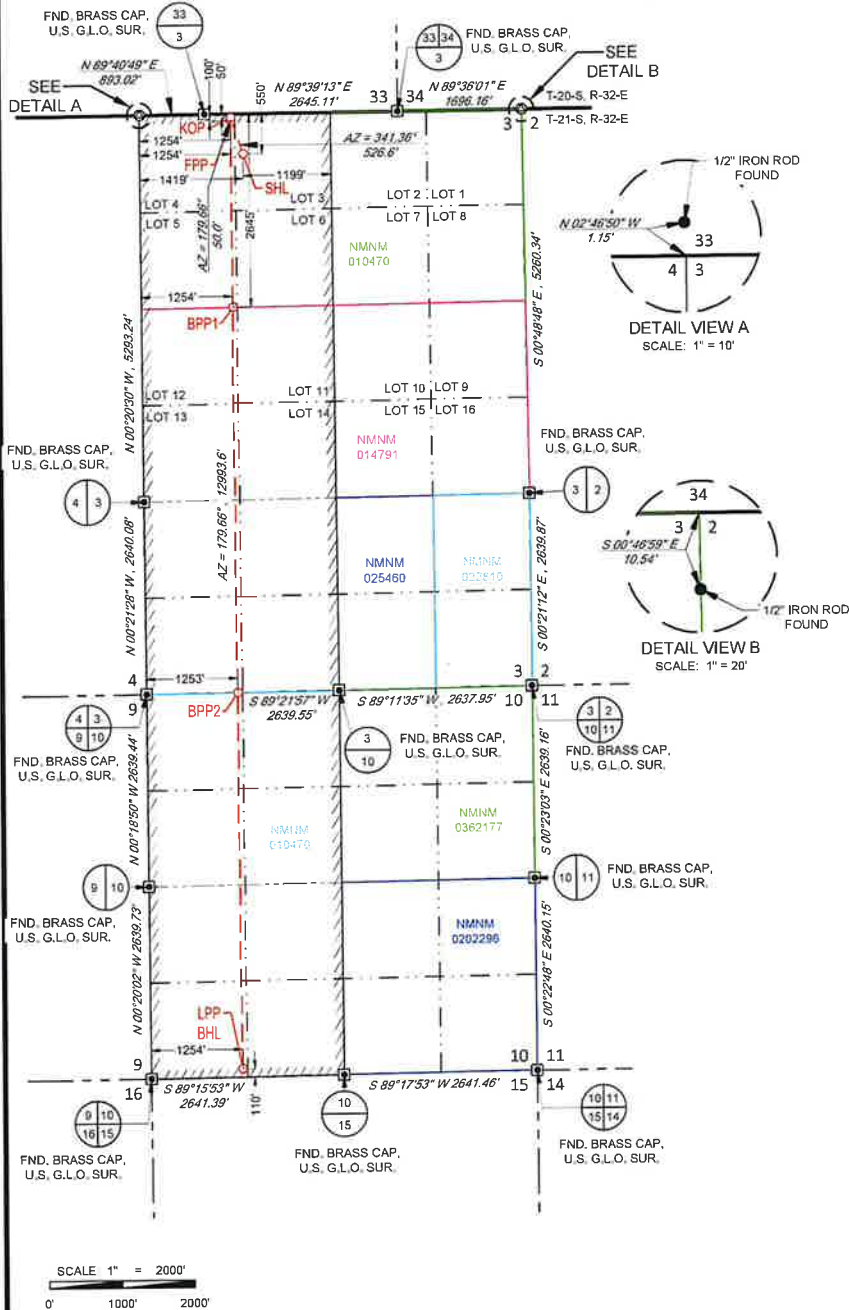 FND. BRASS CAP,
U.S. G.L.O. SUR.
33
3
FND. BRASS CAP,
U.S. G.L.O. SUR.
33 34
3
SEE
DETAIL B
N 89°40'49" E
893.02'
SEE
DETAIL A
100'
50'
550'
N 89°39'13" E
2645.11'
33 34
N 89°36'01" E
1696.16'
T-20-S, R-32-E
T-21-S, R-32-E
3 2
KOP
1254'
1254'
FPP
1419'
AZ = 341.36°
526.6'
1199'
SHL
AZ = 179.66°
50.0'
2645'
LOT 4
LOT 5
LOT 3
LOT 6
LOT 2
LOT 7
LOT 1
LOT 8
NMNM
010470
1254'
BPP1
N 00°20'30" W, 5293.24'
S 00°48'48" E, 5260.34'
1/2" IRON ROD
FOUND
N 02°46'50" W
1.15'
33
4 3
DETAIL VIEW A
SCALE: 1" = 10'
LOT 12
LOT 13
LOT 11
LOT 14
LOT 10
LOT 15
LOT 9
LOT 16
NMNM
014791
FND. BRASS CAP,
U.S. G.L.O. SUR.
4 3
FND. BRASS CAP,
U.S. G.L.O. SUR.
3 2
AZ = 179.66°, 12993.6'
N 00°21'28" W, 2640.08'
NMNM
025460
NMNM
S 00°21'12" E, 2639.87'
34
3 2
S 00°46'59" E
10.54'
1/2" IRON ROD
FOUND
DETAIL VIEW B
SCALE: 1" = 20'
4
9
1253'
BPP2
S 89°21'57" W
2639.55'
S 89°11'35" W, 2637.95'
3 2
10 11
4 3
9 10
FND. BRASS CAP,
U.S. G.L.O. SUR.
3
10
FND. BRASS CAP,
U.S. G.L.O. SUR.
3 2
10 11
FND. BRASS CAP,
U.S. G.L.O. SUR.
N 00°18'50" W 2639.44'
NMNM
010470
NMNM
0362177
S 00°23'03" E 2639.16'
9 10
FND. BRASS CAP,
U.S. G.L.O. SUR.
10 11
FND. BRASS CAP,
U.S. G.L.O. SUR.
N 00°20'02" W 2639.73'
NMNM
0202296
S 00°22'48" E 2640.15'
LPP
BHL
1254'
9
16
S 89°15'53" W
2641.39'
110'
S 89°17'53" W 2641.46'
10 11
15 14
9 10
16 15
FND. BRASS CAP,
U.S. G.L.O. SUR.
10
15
FND. BRASS CAP,
U.S. G.L.O. SUR.
10 11
15 14
FND. BRASS CAP,
U.S. G.L.O. SUR.
SCALE 1" = 2000'
0' 1000' 2000'